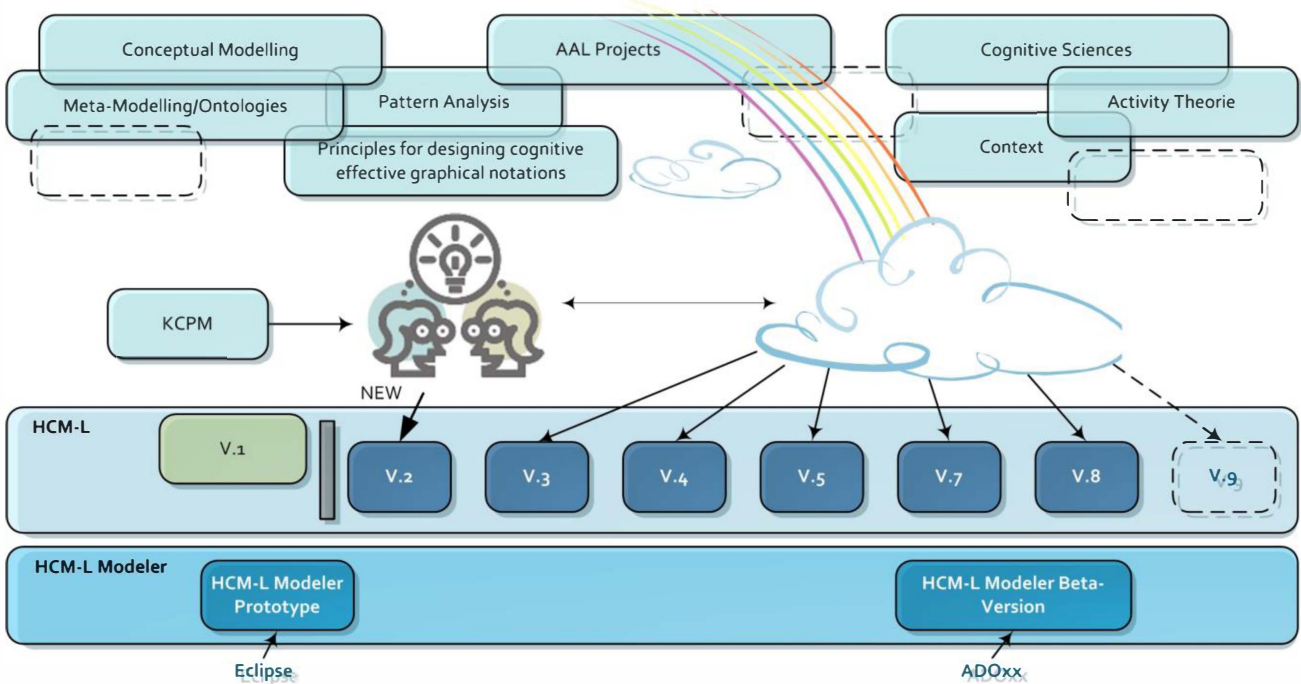 Conceptual Modelling
AAL Projects
Cognitive Sciences
Meta-Modelling/Ontologies
Pattern Analysis
Activity Theorie
Principles for designing cognitive
effective graphical notations
Context
KCPM
NEW
HCM-L
V.1
V.2
V.3
V.4
V.5
V.7
V.8
V.9
HCM-L Modeler
HCM-L Modeler
Prototype
HCM-L Modeler Beta-
Version
Eclipse
ADOxx